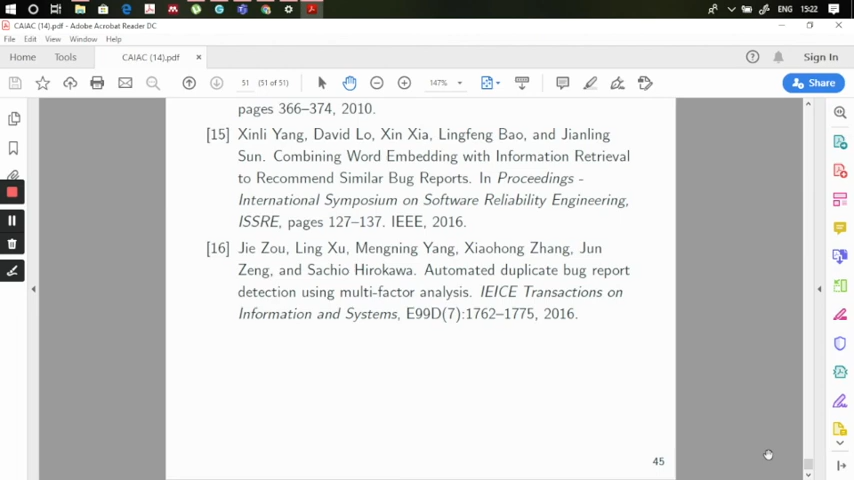 ENG 15:22
CAIAC (14).pdf - Adobe Acrobat Reader DC
File Edit View Window Help
Home Tools CAIAC (14).pdf × Sign In
51 (51 of 51) 147% Share
pages 366–374, 2010.
[15] Xinli Yang, David Lo, Xin Xia, Lingfeng Bao, and Jianling
Sun. Combining Word Embedding with Information Retrieval
to Recommend Similar Bug Reports. In Proceedings -
International Symposium on Software Reliability Engineering,
ISSRE, pages 127–137. IEEE, 2016.
[16] Jie Zou, Ling Xu, Mengning Yang, Xiaohong Zhang, Jun
Zeng, and Sachio Hirokawa. Automated duplicate bug report
detection using multi-factor analysis. IEICE Transactions on
Information and Systems, E99D(7):1762–1775, 2016.
45